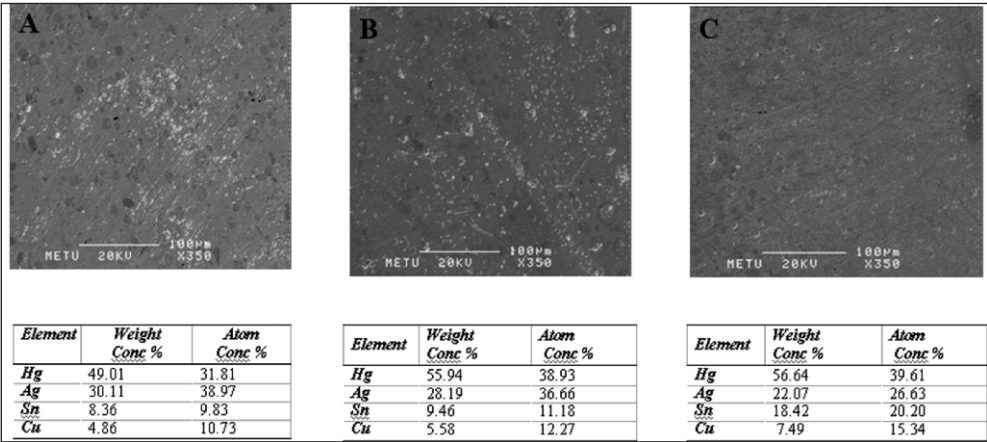 A
B
C
100μm
METU 20KV X350
100μm
METU 20KV X350
100μm
METU 20KV X350
Element Weight Conc % Atom Conc %
Hg 49.01 31.81
Ag 30.11 38.97
Sn 8.36 9.83
Cu 4.86 10.73
Element Weight Conc % Atom Conc %
Hg 55.94 38.93
Ag 28.19 36.66
Sn 9.46 11.18
Cu 5.58 12.27
Element Weight Conc % Atom Conc %
Hg 56.64 39.61
Ag 22.07 26.63
Sn 18.42 20.20
Cu 7.49 15.34